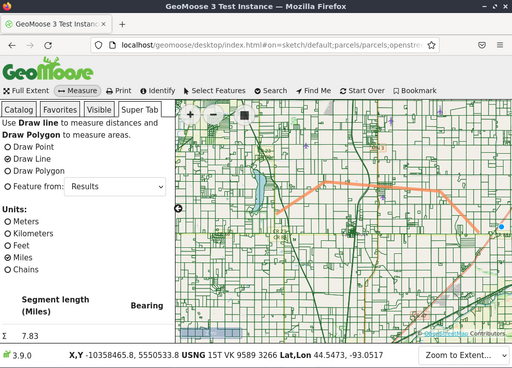 GeoMoose 3 Test Instance — Mozilla Firefox
GeoMoose 3 Test Instance
localhost/geomoose/desktop/index.html#on=sketch/default;parcels/parcels;openstre
GeoMoose
Full Extent Measure Print Identify Select Features Search Find Me Start Over Bookmark
Catalog Favorites Visible Super Tab
Use Draw line to measure distances and
Draw Polygon to measure areas.
Draw Point
Draw Line
Draw Polygon
Feature from: Results
Units:
Meters
Kilometers
Feet
Miles
Chains
Segment length
(Miles)
Bearing
Σ 7.83
OpenStreetMap Contributors
3.9.0 X,Y -10358465.8, 5550533.8 USNG 15T VK 9589 3266 Lat,Lon 44.5473, -93.0517 Zoom to Extent...